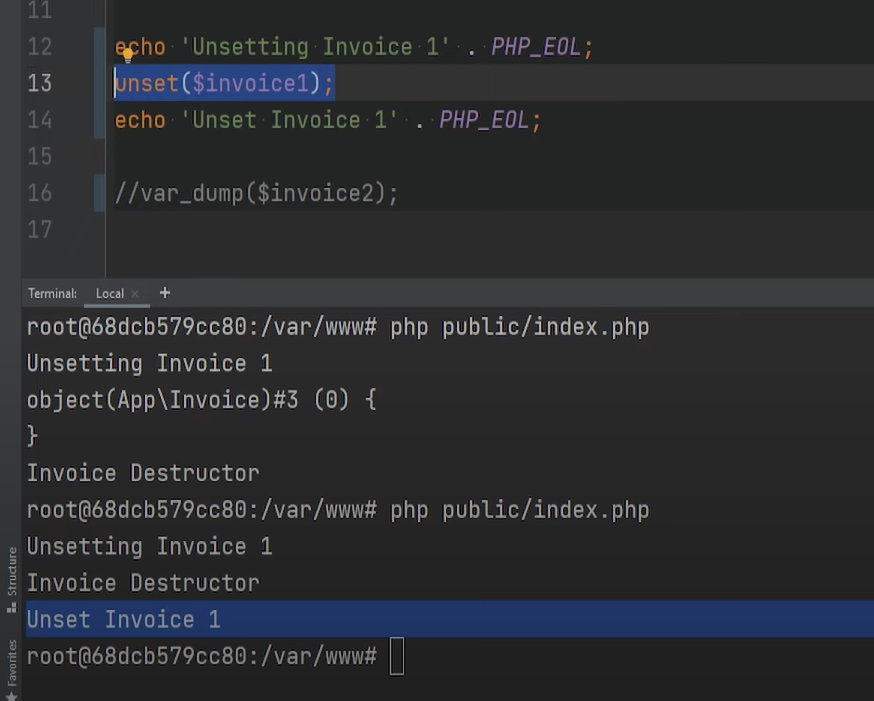 11
12 echo 'Unsetting Invoice 1' . PHP_EOL;
13 unset($invoice1);
14 echo 'Unset Invoice 1' . PHP_EOL;
15
16 //var_dump($invoice2);
17
Terminal: Local × +
root@68dcb579cc80:/var/www# php public/index.php
Unsetting Invoice 1
object(App\Invoice)#3 (0) {
}
Invoice Destructor
root@68dcb579cc80:/var/www# php public/index.php
Unsetting Invoice 1
Invoice Destructor
Unset Invoice 1
root@68dcb579cc80:/var/www#
Structure
Favorites